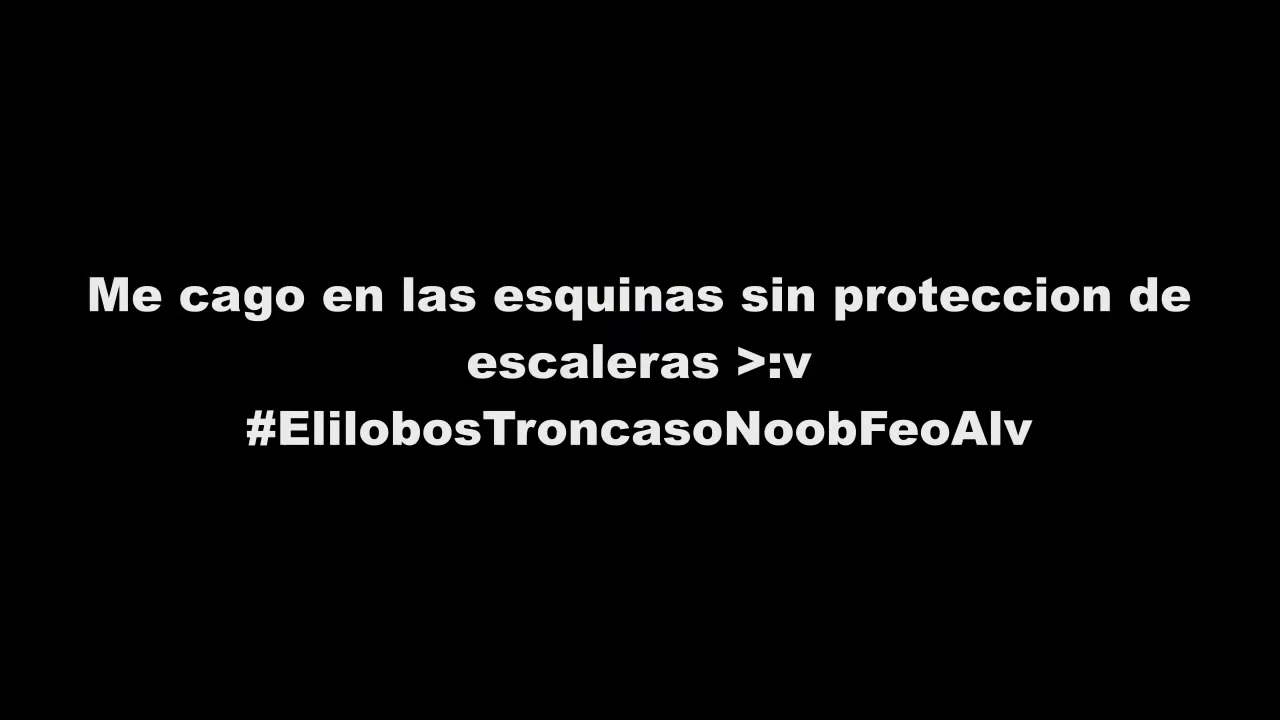 Me cago en las esquinas sin proteccion de
escaleras >:v
#ElilobosTroncasoNoobFeoAlv